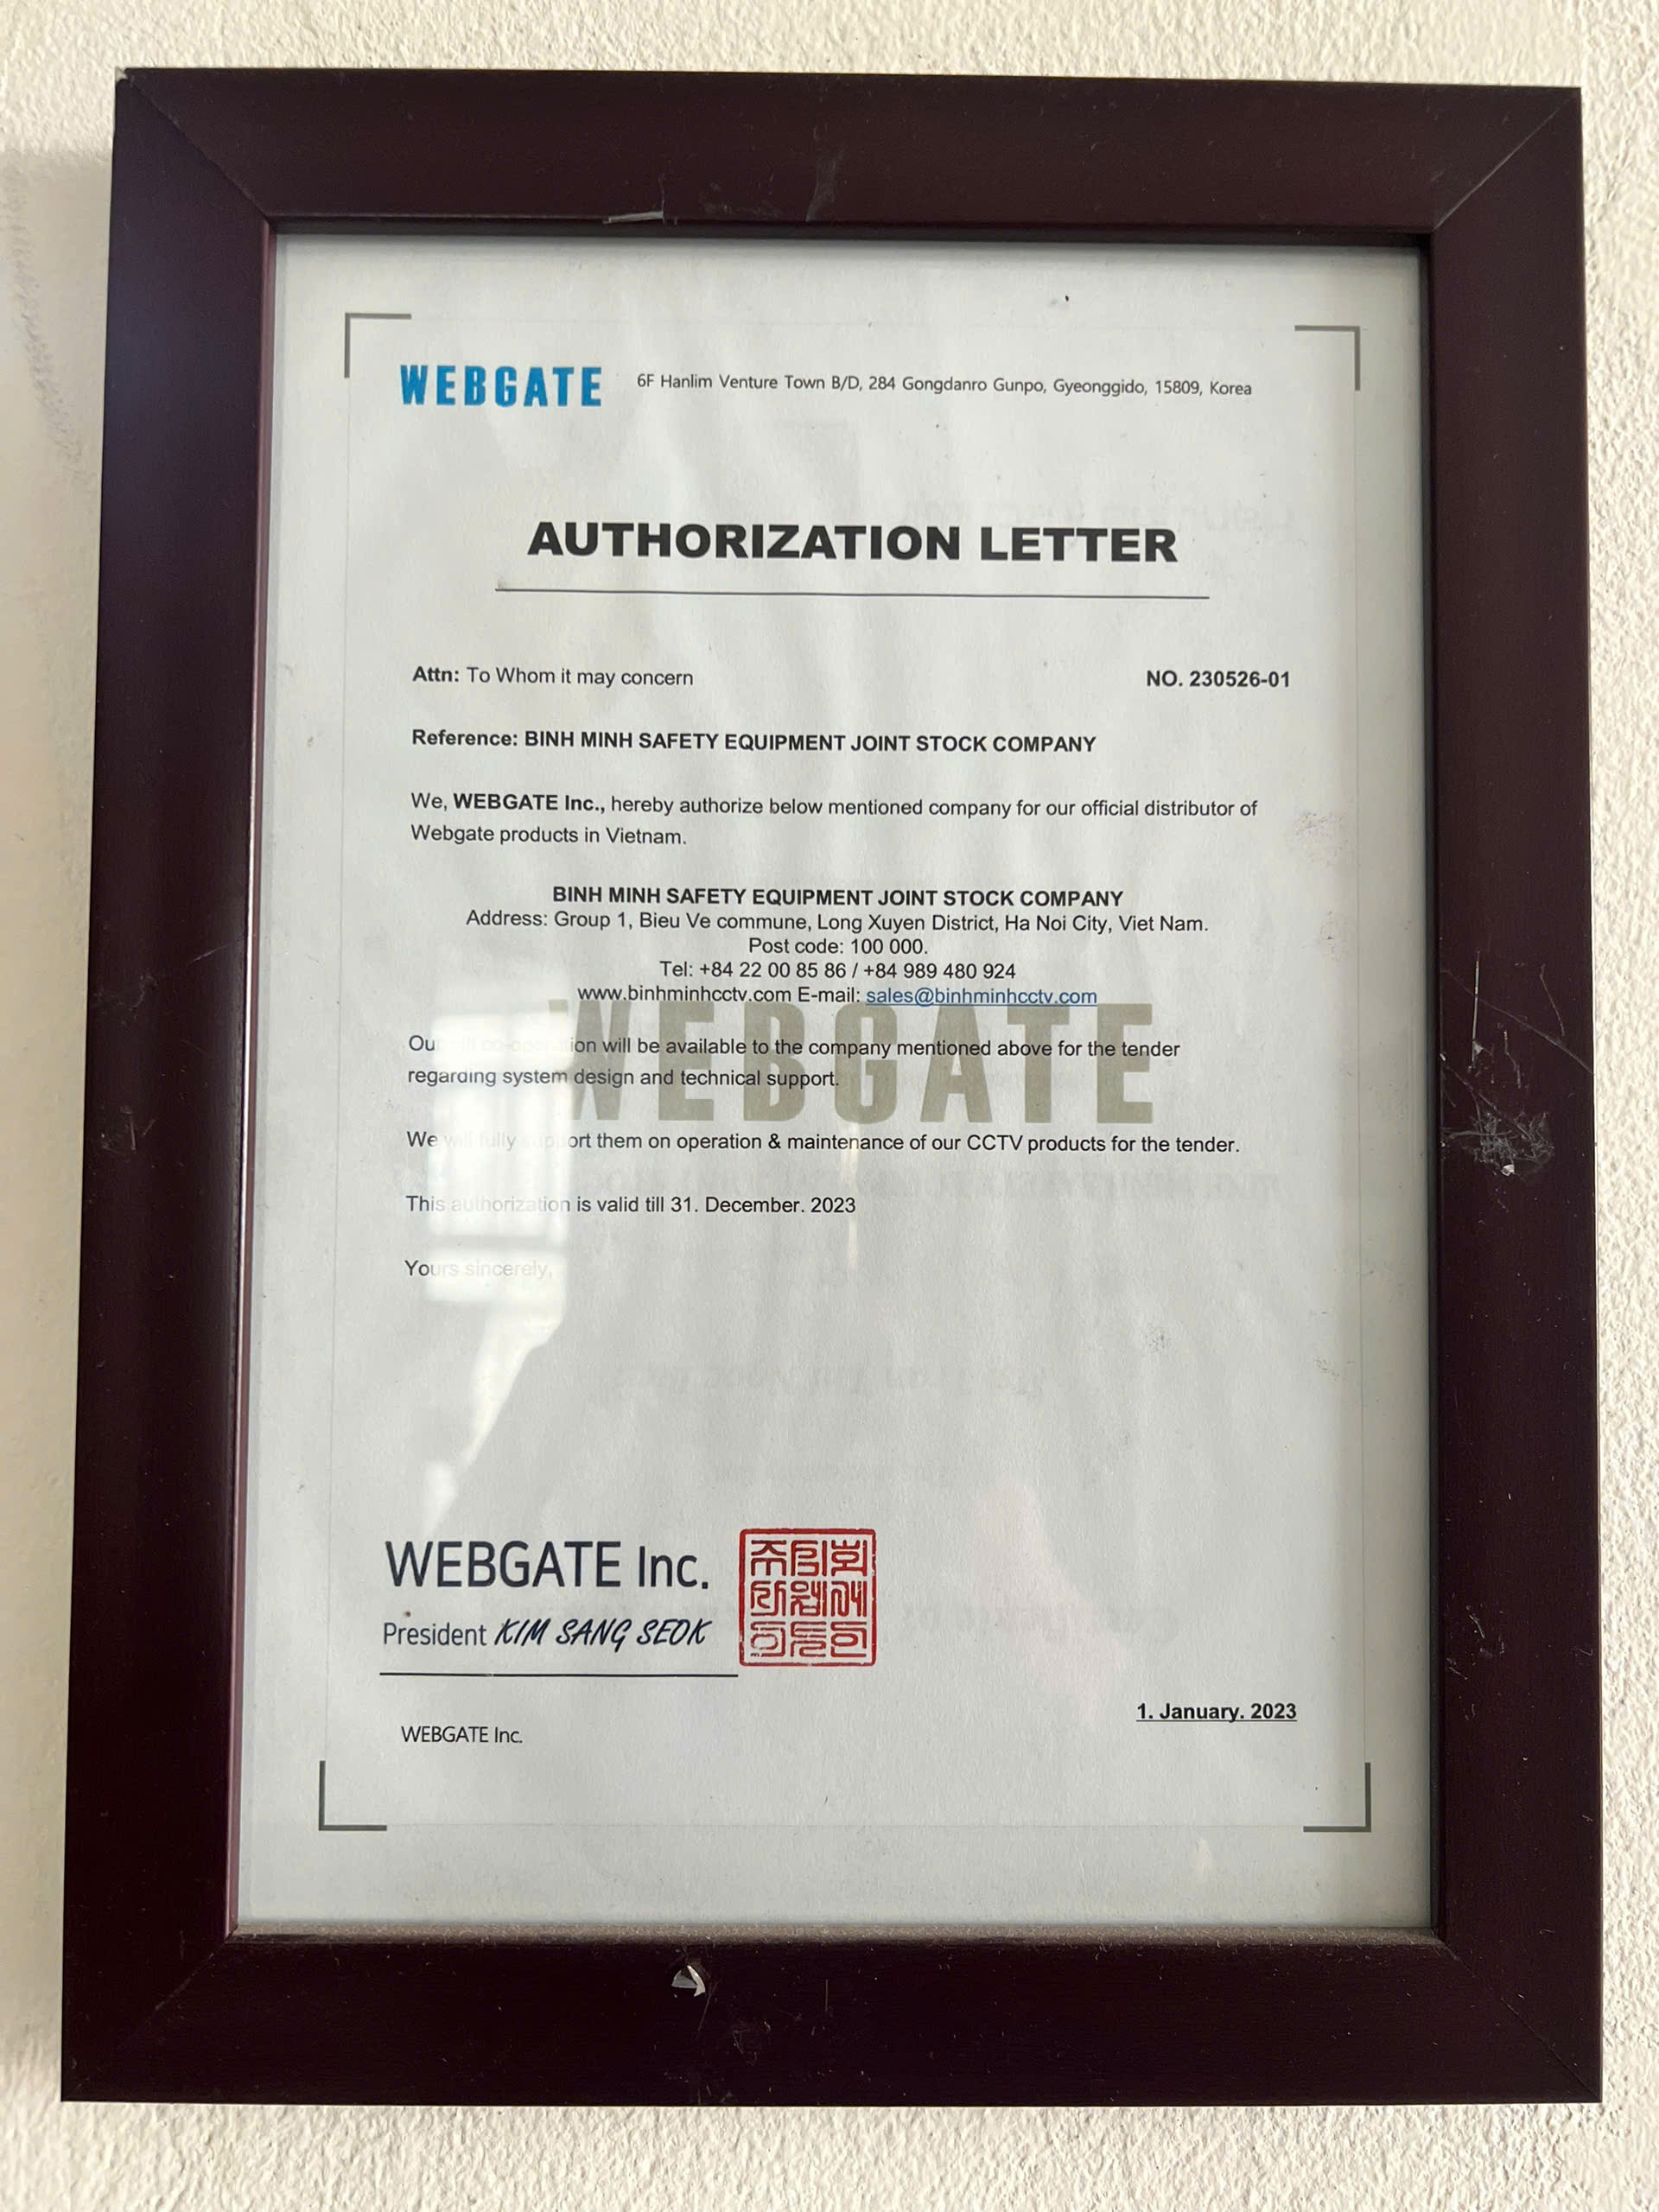 WEBGATE 6F Hanlim Venture Town B/D, 284 Gongdanro Gunpo, Gyeonggido, 15809, Korea
AUTHORIZATION LETTER
Attn: To Whom it may concern NO. 230526-01
Reference: BINH MINH SAFETY EQUIPMENT JOINT STOCK COMPANY
We, WEBGATE Inc., hereby authorize below mentioned company for our official distributor of
Webgate products in Vietnam.
BINH MINH SAFETY EQUIPMENT JOINT STOCK COMPANY
Address: Group 1, Bieu Ve commune, Long Xuyen District, Ha Noi City, Viet Nam.
Post code: 100 000.
Tel: +84 22 00 85 86 / +84 989 480 924
www.binhminhcctv.com E-mail: sales@binhminhcctv.com
WEBGATE
Our co-operation will be available to the company mentioned above for the tender
regarding system design and technical support.
We will fully support them on operation & maintenance of our CCTV products for the tender.
This authorization is valid till 31. December. 2023
Yours sincerely,
WEBGATE Inc.
President KIM SANG SEOK
1. January. 2023
WEBGATE Inc.